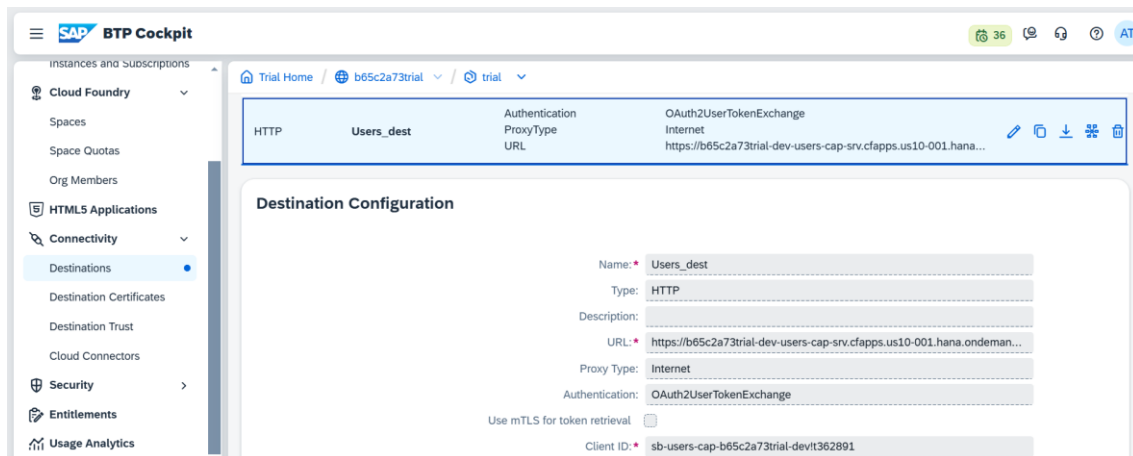 SAP BTP Cockpit
36
AT
Instances and Subscriptions
Cloud Foundry
Spaces
Space Quotas
Org Members
HTML5 Applications
Connectivity
Destinations
Destination Certificates
Destination Trust
Cloud Connectors
Security
Entitlements
Usage Analytics
Trial Home / b65c2a73trial / trial
HTTP
Users_dest
Authentication OAuth2UserTokenExchange
ProxyType Internet
URL https://b65c2a73trial-dev-users-cap-srv.cfapps.us10-001.hana...
Destination Configuration
Name:* Users_dest
Type: HTTP
Description:
URL:* https://b65c2a73trial-dev-users-cap-srv.cfapps.us10-001.hana.ondeman...
Proxy Type: Internet
Authentication: OAuth2UserTokenExchange
Use mTLS for token retrieval
Client ID:* sb-users-cap-b65c2a73trial-dev!t362891